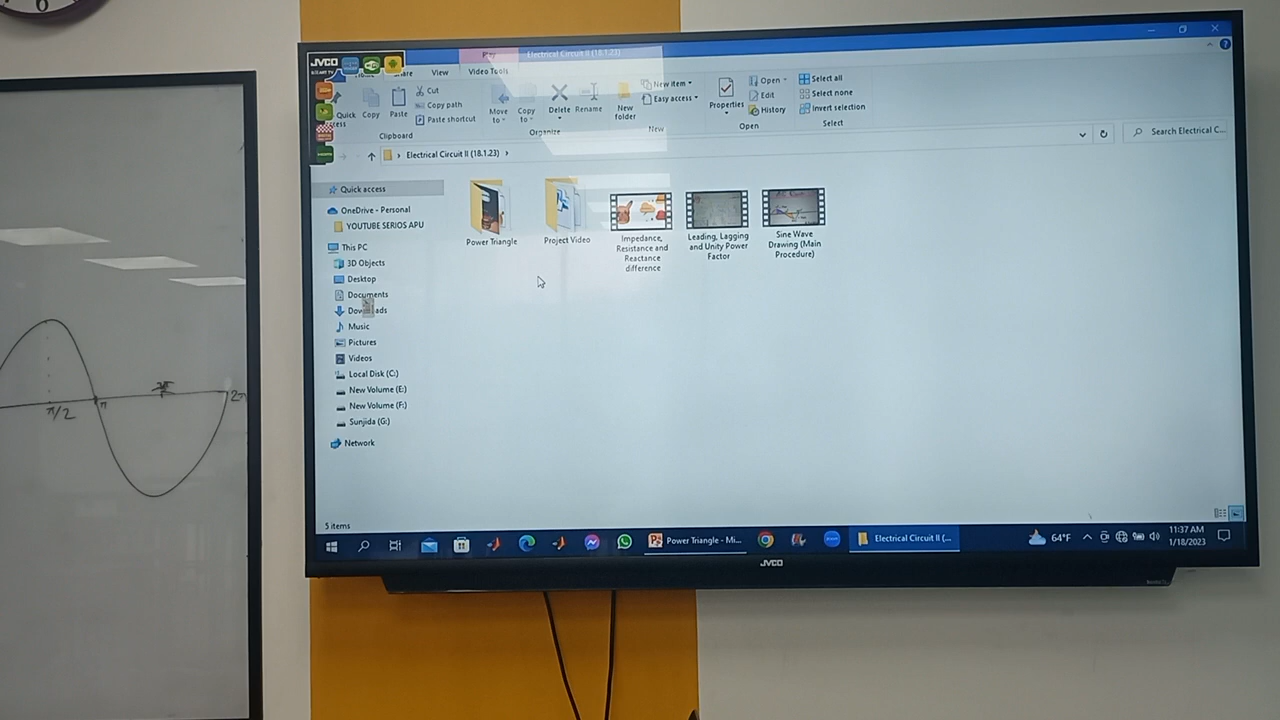 6
JVCO
Play
Electrical Circuit II (18.1.23)
View
Video Tools
Quick
Copy
Paste
Cut
Copy path
Paste shortcut
Clipboard
Move
to
Copy
to
Delete
Rename
Organize
New
folder
New item
Easy access
New
Properties
Open
Edit
History
Open
Select all
Select none
Invert selection
Select
Electrical Circuit II (18.1.23)
Search Electrical C...
Quick access
OneDrive - Personal
YOUTUBE SERIOS APU
This PC
3D Objects
Desktop
Documents
Music
Pictures
Videos
Local Disk (C:)
New Volume (E:)
New Volume (F:)
Sunjida (G:)
Network
Power Triangle
Project Video
Impedance,
Resistance and
Reactance
difference
Leading, Lagging
and Unity Power
Factor
Sine Wave
Drawing (Main
Procedure)
5 items
Power Triangle - Mi...
Electrical Circuit II (...
64°F
11:37 AM
1/18/2023
JVCO
π/2
π
2π